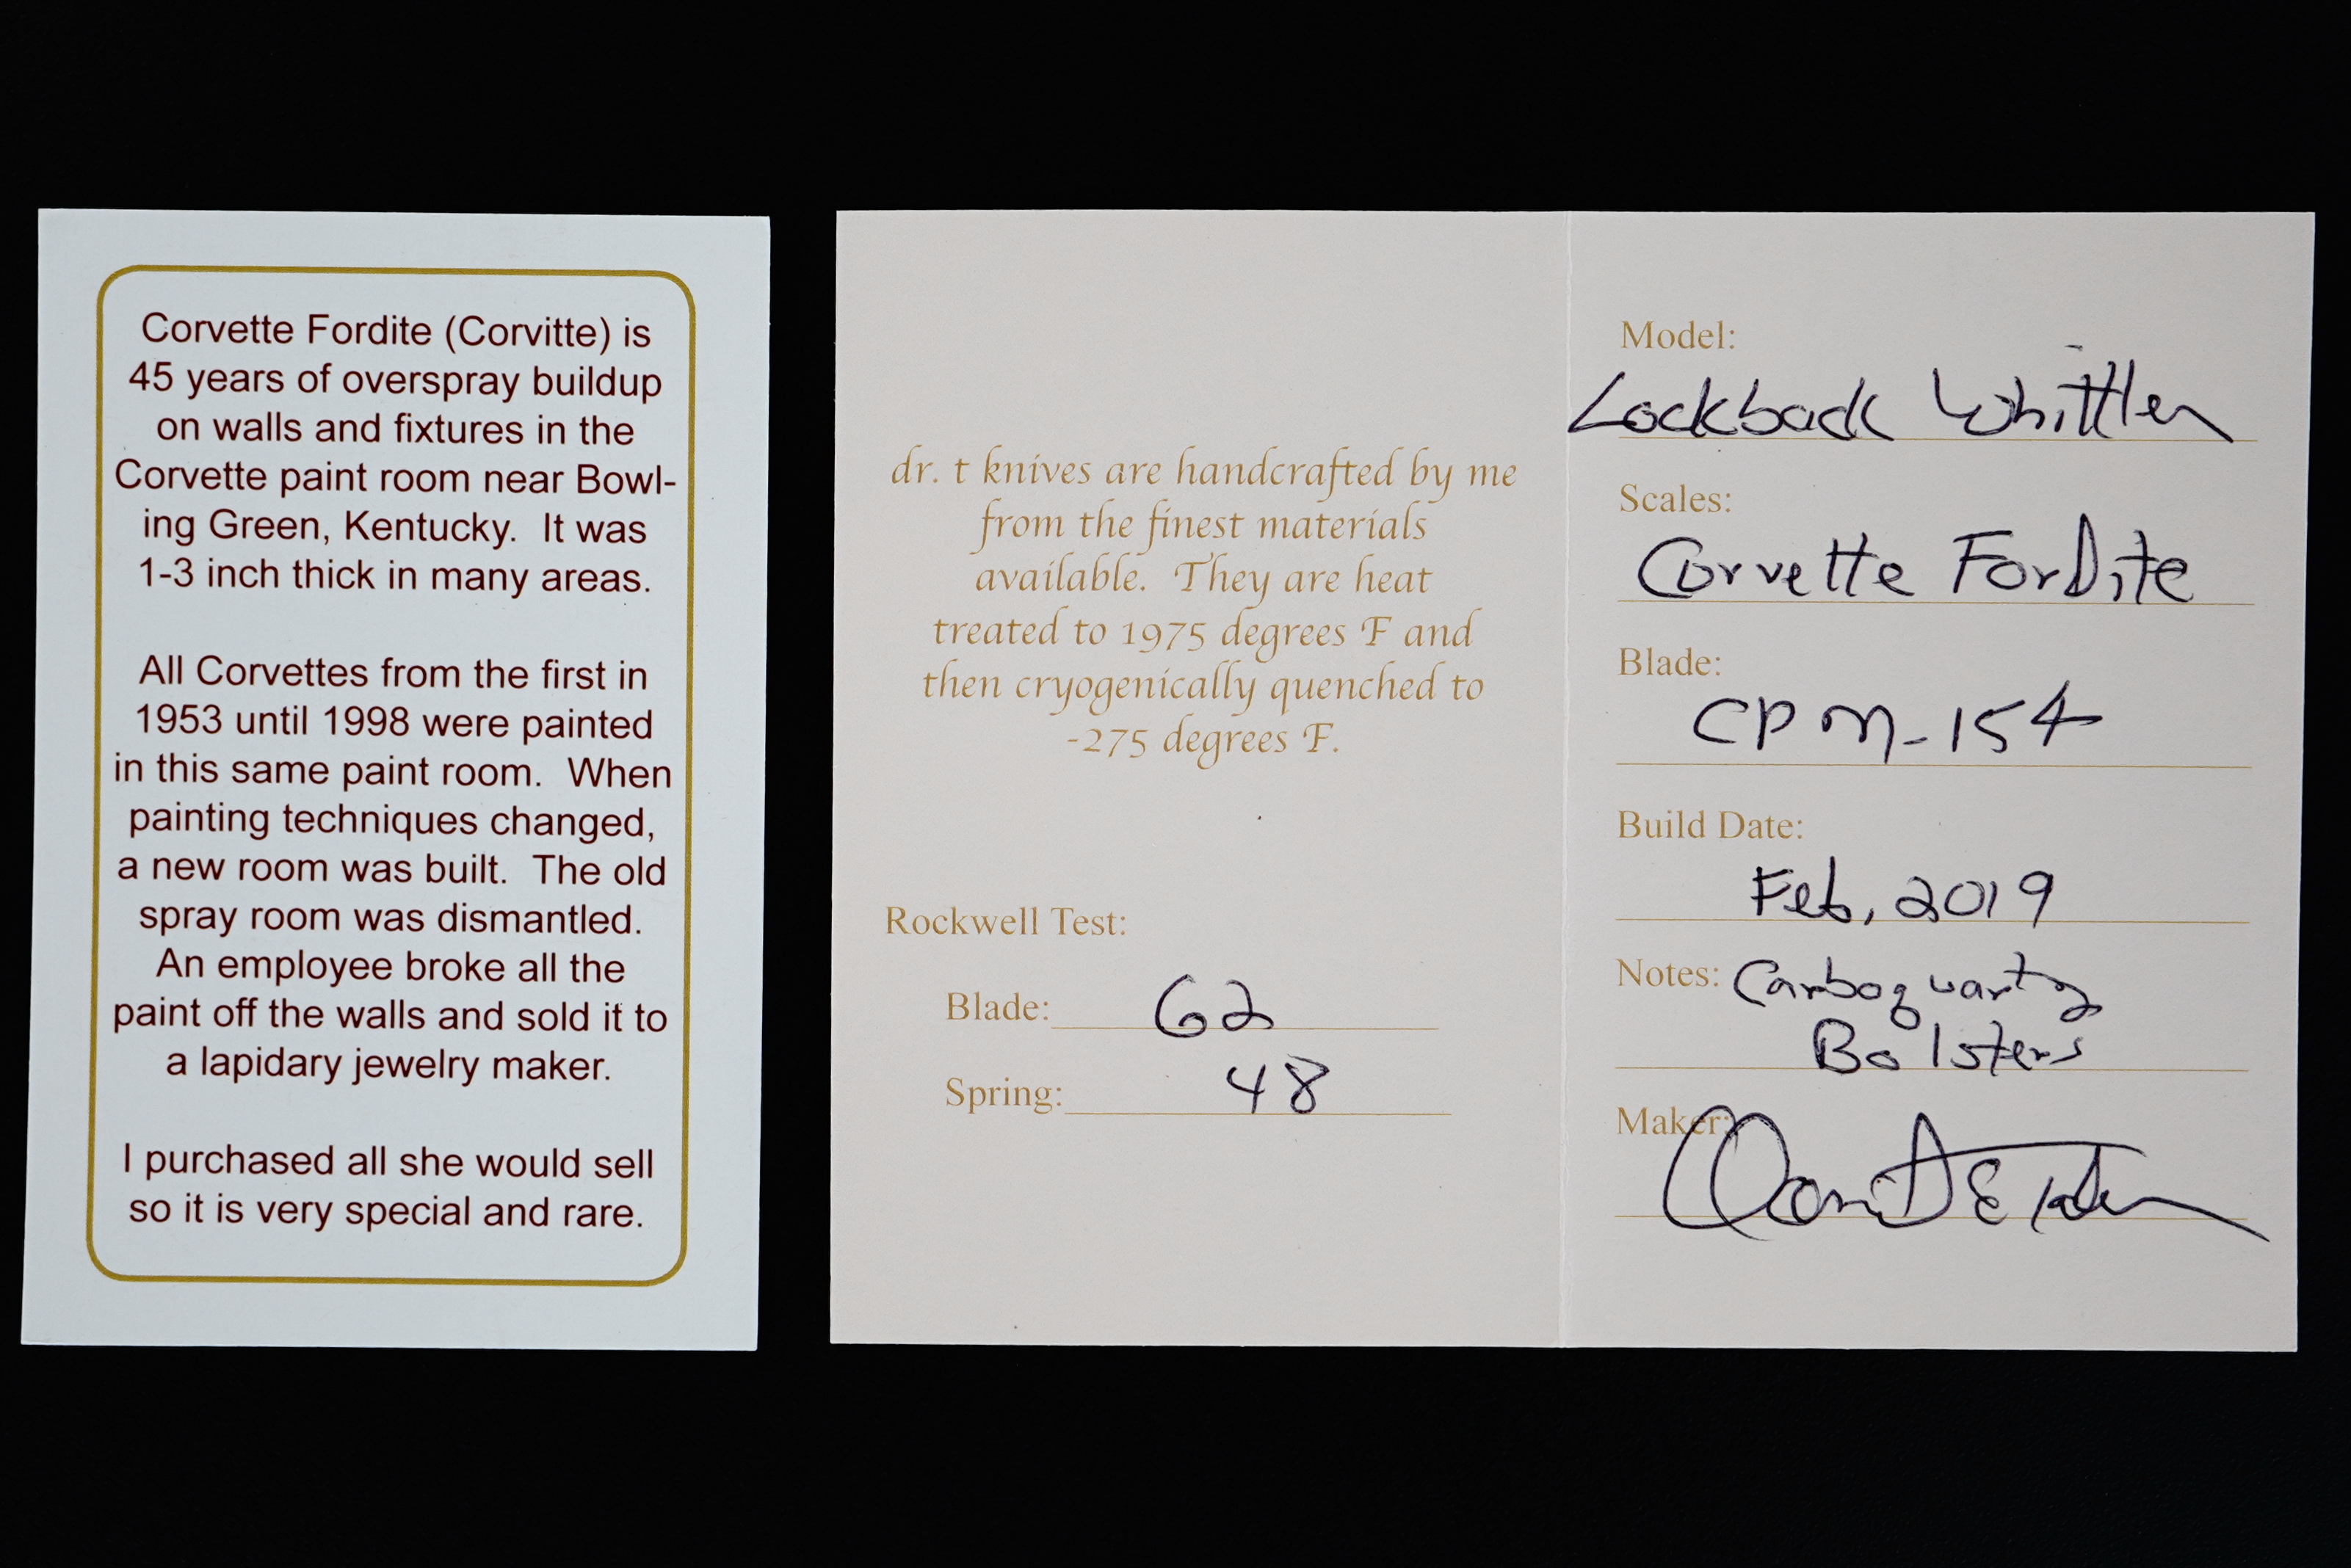 Corvette Fordite (Corvitte) is
45 years of overspray buildup
on walls and fixtures in the
Corvette paint room near Bowl-
ing Green, Kentucky.  It was
1-3 inch thick in many areas.
All Corvettes from the first in
1953 until 1998 were painted
in this same paint room.  When
painting techniques changed,
a new room was built.  The old
spray room was dismantled.
An employee broke all the
paint off the walls and sold it to
a lapidary jewelry maker.
I purchased all she would sell
so it is very special and rare.
dr. t knives are handcrafted by me
from the finest materials
available.  They are heat
treated to 1975 degrees F and
then cryogenically quenched to
-275 degrees F.
Rockwell Test:
Blade: 62
Spring: 48
Model:
Lockback Whittler
Scales:
Corvette Fordite
Blade:
CPM-154
Build Date:
Feb, 2019
Notes: Carboquartz
Bolsters
Maker: